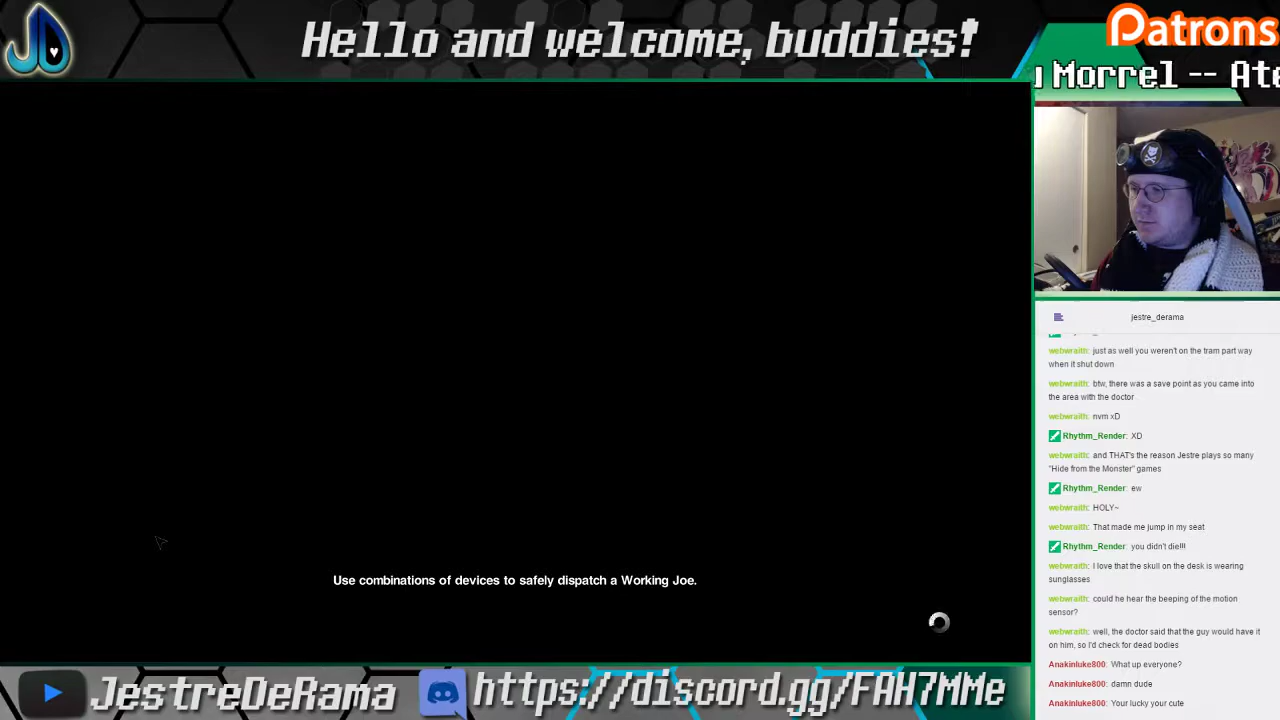 JD
Hello and welcome, buddies!
Patrons
Morrel -- Ate
jestre_derama
webwraith: just as well you weren't on the tram part way
when it shut down
webwraith: btw, there was a save point as you came into
the area with the doctor
webwraith: nvm xD
Rhythm_Render: XD
webwraith: and THAT's the reason Jestre plays so many
"Hide from the Monster" games
Rhythm_Render: ew
webwraith: HOLY~
webwraith: That made me jump in my seat
Rhythm_Render: you didn't die!!!
webwraith: I love that the skull on the desk is wearing
sunglasses
webwraith: could he hear the beeping of the motion
sensor?
webwraith: well, the doctor said that the guy would have it
on him, so I'd check for dead bodies
Anakinluke800: What up everyone?
Anakinluke800: damn dude
Anakinluke800: Your lucky your cute
Use combinations of devices to safely dispatch a Working Joe.
JestreDeRama
https://discord.gg/FAH7MMe